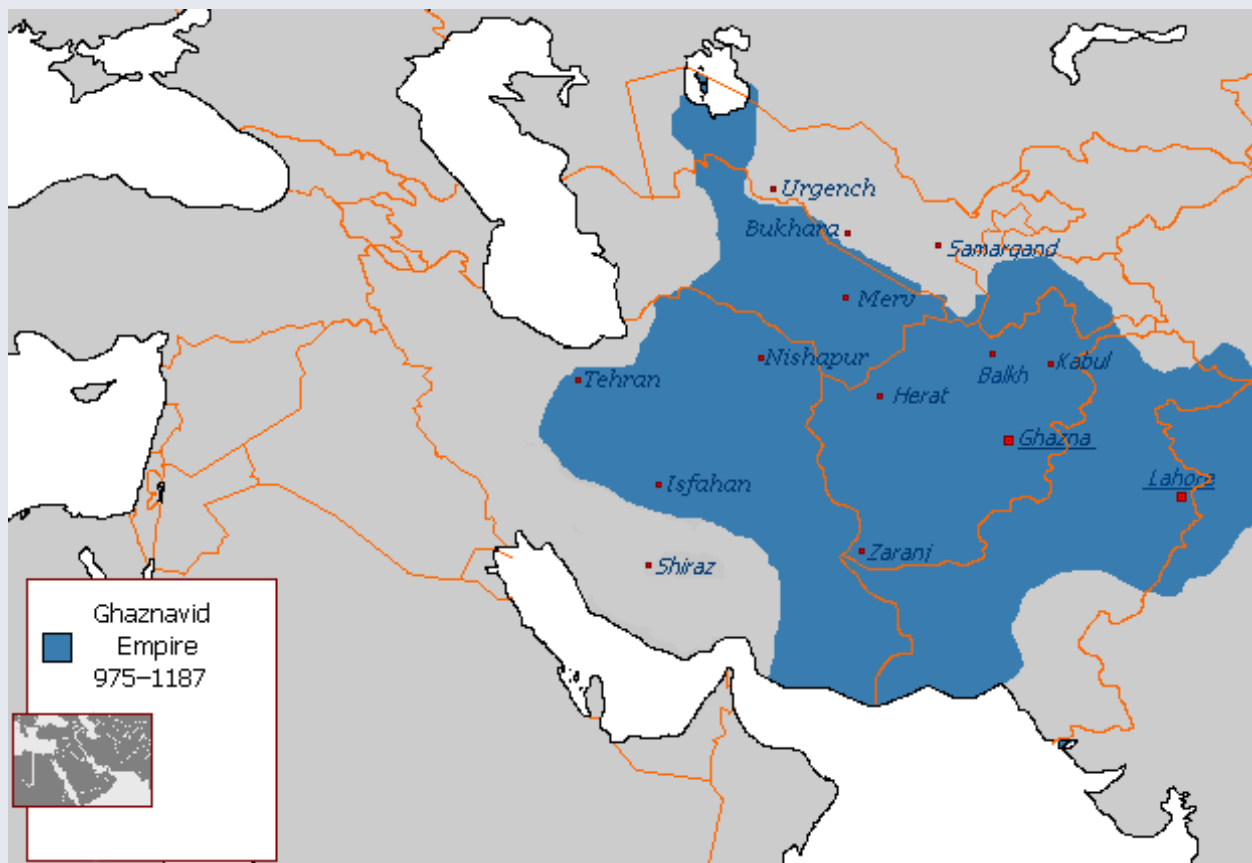 Urgench
Bukhara
Samarqand
Merv
Nishapur
Balkh
Kabul
Tehran
Herat
Ghazna
Isfahan
Lahore
Zaranj
Shiraz
Ghaznavid
Empire
975-1187